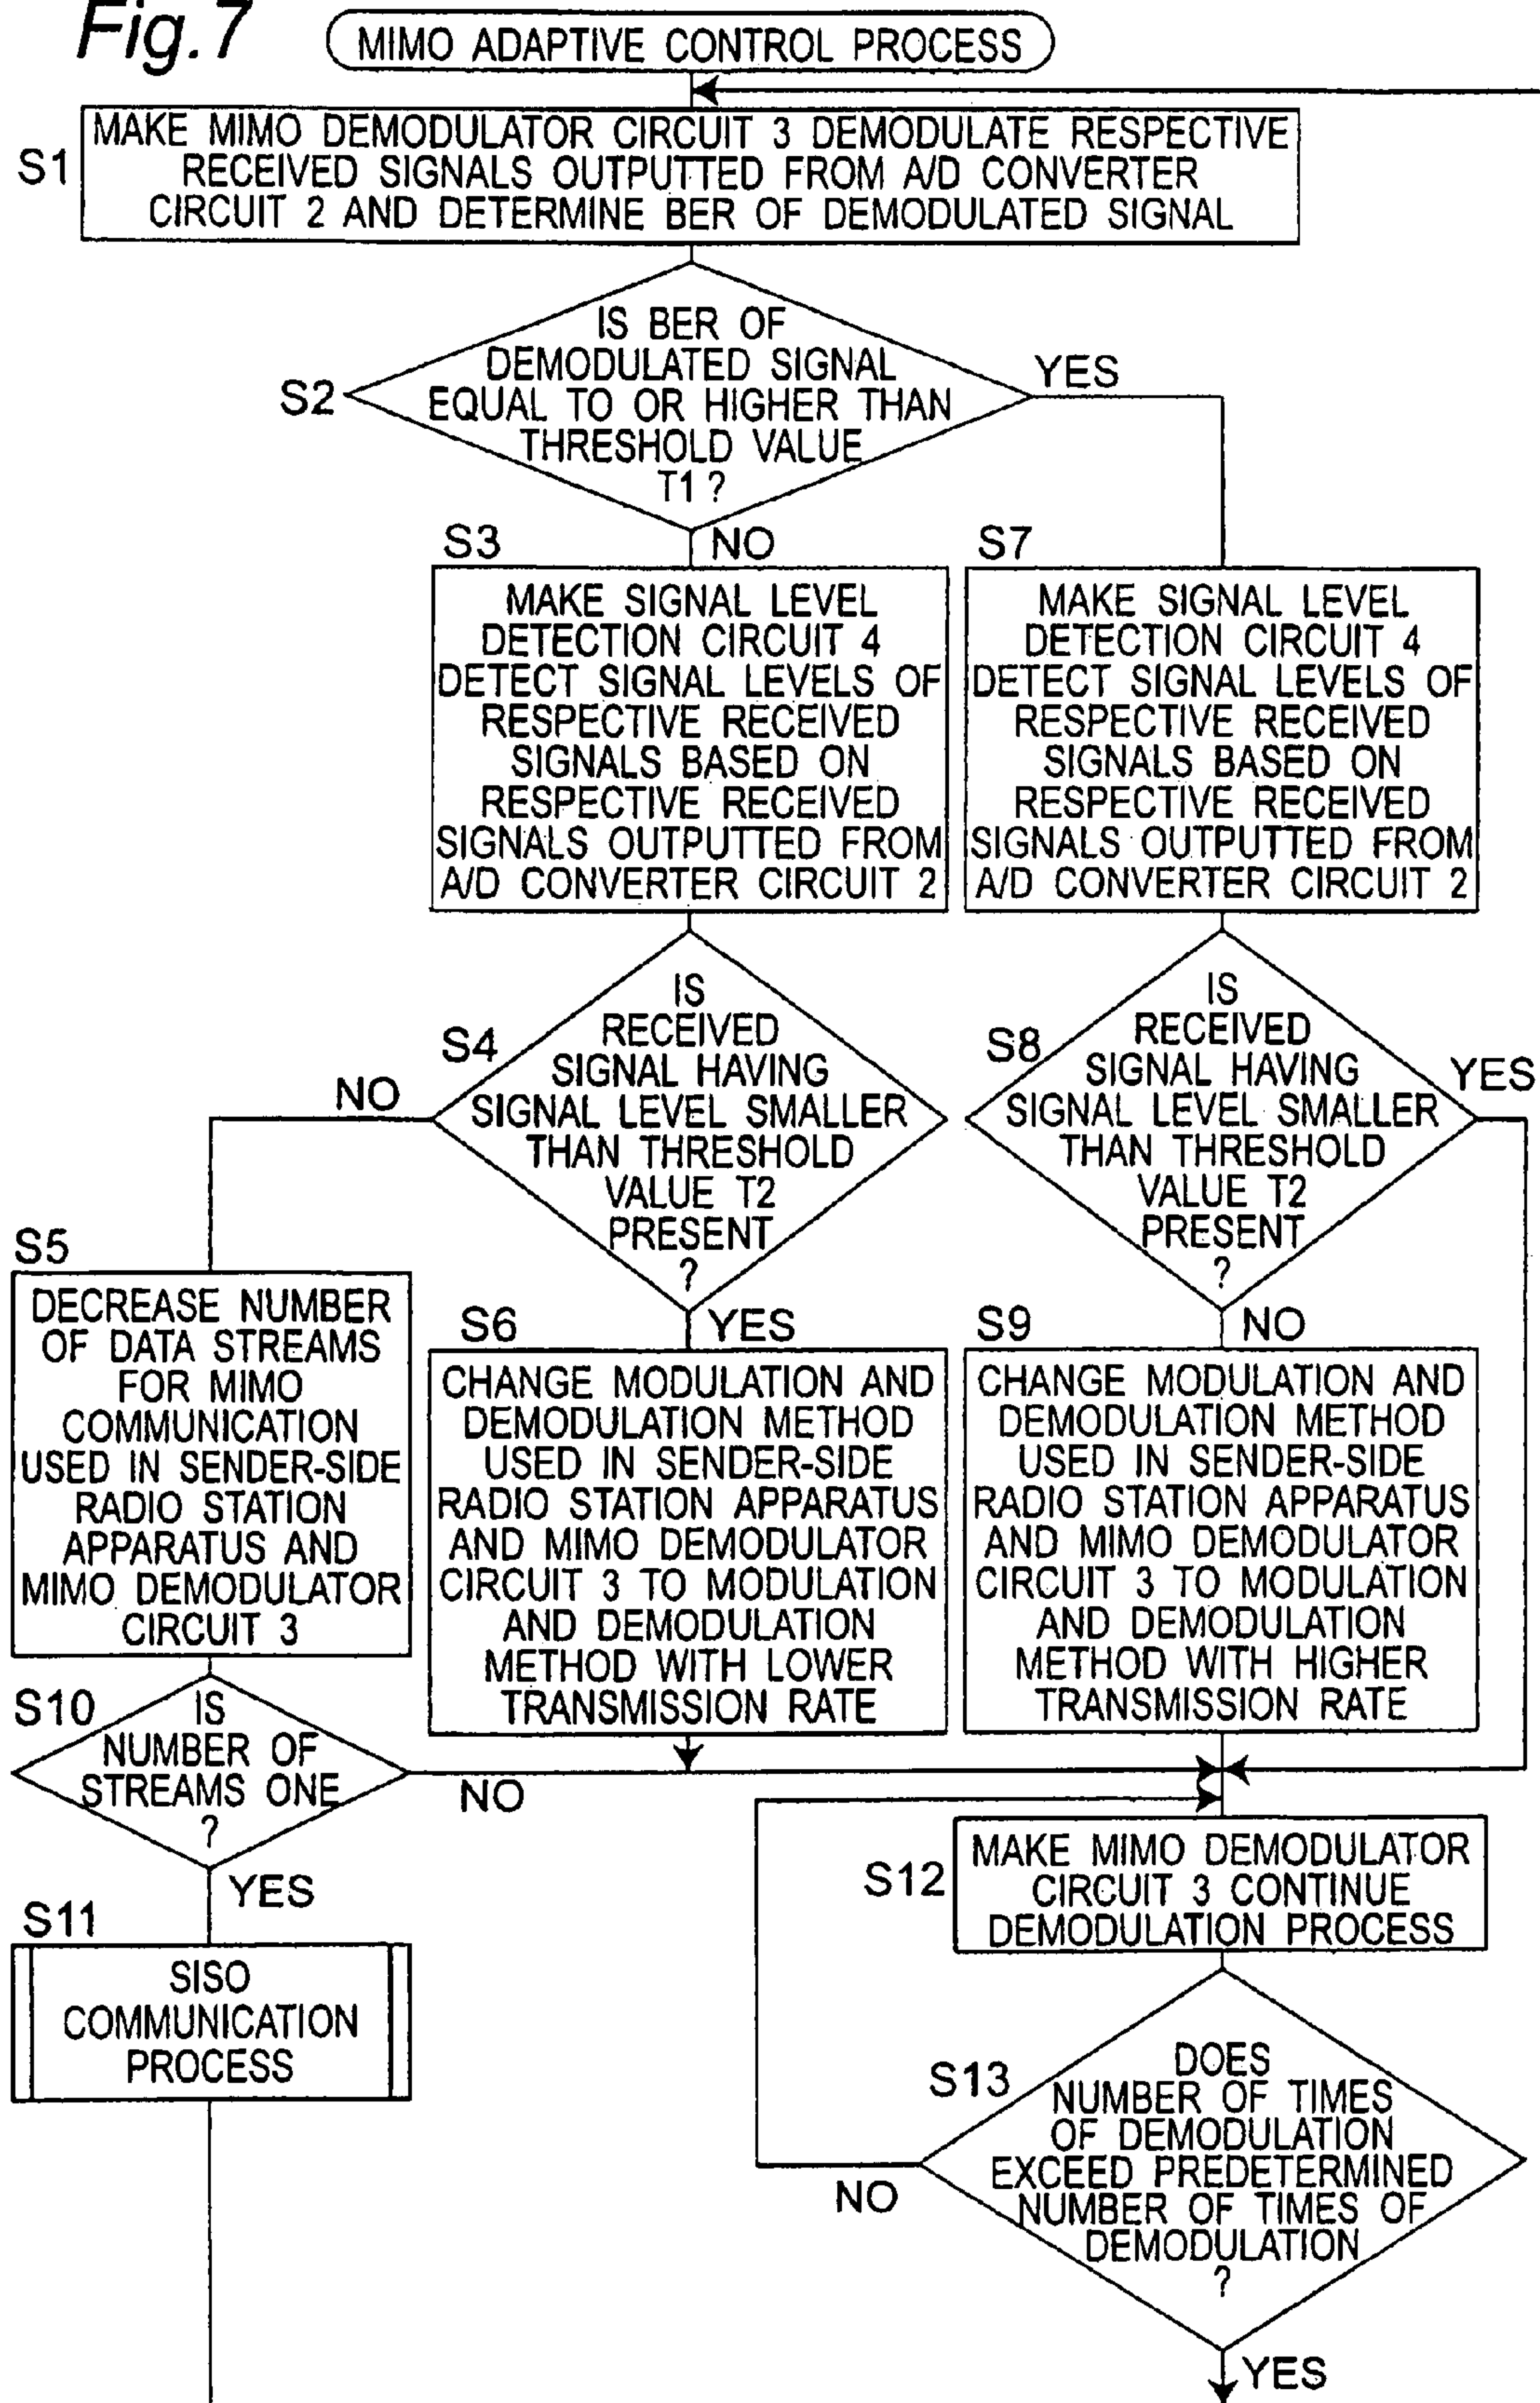 Fig.7
MIMO ADAPTIVE CONTROL PROCESS
S1
MAKE MIMO DEMODULATOR CIRCUIT 3 DEMODULATE RESPECTIVE
RECEIVED SIGNALS OUTPUTTED FROM A/D CONVERTER
CIRCUIT 2 AND DETERMINE BER OF DEMODULATED SIGNAL
S2
IS BER OF
DEMODULATED SIGNAL
EQUAL TO OR HIGHER THAN
THRESHOLD VALUE
T1 ?
YES
NO
S3
MAKE SIGNAL LEVEL
DETECTION CIRCUIT 4
DETECT SIGNAL LEVELS OF
RESPECTIVE RECEIVED
SIGNALS BASED ON
RESPECTIVE RECEIVED
SIGNALS OUTPUTTED FROM
A/D CONVERTER CIRCUIT 2
S7
MAKE SIGNAL LEVEL
DETECTION CIRCUIT 4
DETECT SIGNAL LEVELS OF
RESPECTIVE RECEIVED
SIGNALS BASED ON
RESPECTIVE RECEIVED
SIGNALS OUTPUTTED FROM
A/D CONVERTER CIRCUIT 2
S4
IS
RECEIVED
SIGNAL HAVING
SIGNAL LEVEL SMALLER
THAN THRESHOLD
VALUE T2
PRESENT
?
NO
YES
S8
IS
RECEIVED
SIGNAL HAVING
SIGNAL LEVEL SMALLER
THAN THRESHOLD
VALUE T2
PRESENT
?
YES
NO
S5
DECREASE NUMBER
OF DATA STREAMS
FOR MIMO
COMMUNICATION
USED IN SENDER-SIDE
RADIO STATION
APPARATUS AND
MIMO DEMODULATOR
CIRCUIT 3
S6
CHANGE MODULATION AND
DEMODULATION METHOD
USED IN SENDER-SIDE
RADIO STATION APPARATUS
AND MIMO DEMODULATOR
CIRCUIT 3 TO MODULATION
AND DEMODULATION
METHOD WITH LOWER
TRANSMISSION RATE
S9
CHANGE MODULATION AND
DEMODULATION METHOD
USED IN SENDER-SIDE
RADIO STATION APPARATUS
AND MIMO DEMODULATOR
CIRCUIT 3 TO MODULATION
AND DEMODULATION
METHOD WITH HIGHER
TRANSMISSION RATE
S10
IS
NUMBER OF
STREAMS ONE
?
NO
YES
S11
SISO
COMMUNICATION
PROCESS
S12
MAKE MIMO DEMODULATOR
CIRCUIT 3 CONTINUE
DEMODULATION PROCESS
S13
DOES
NUMBER OF TIMES
OF DEMODULATION
EXCEED PREDETERMINED
NUMBER OF TIMES OF
DEMODULATION
?
NO
YES